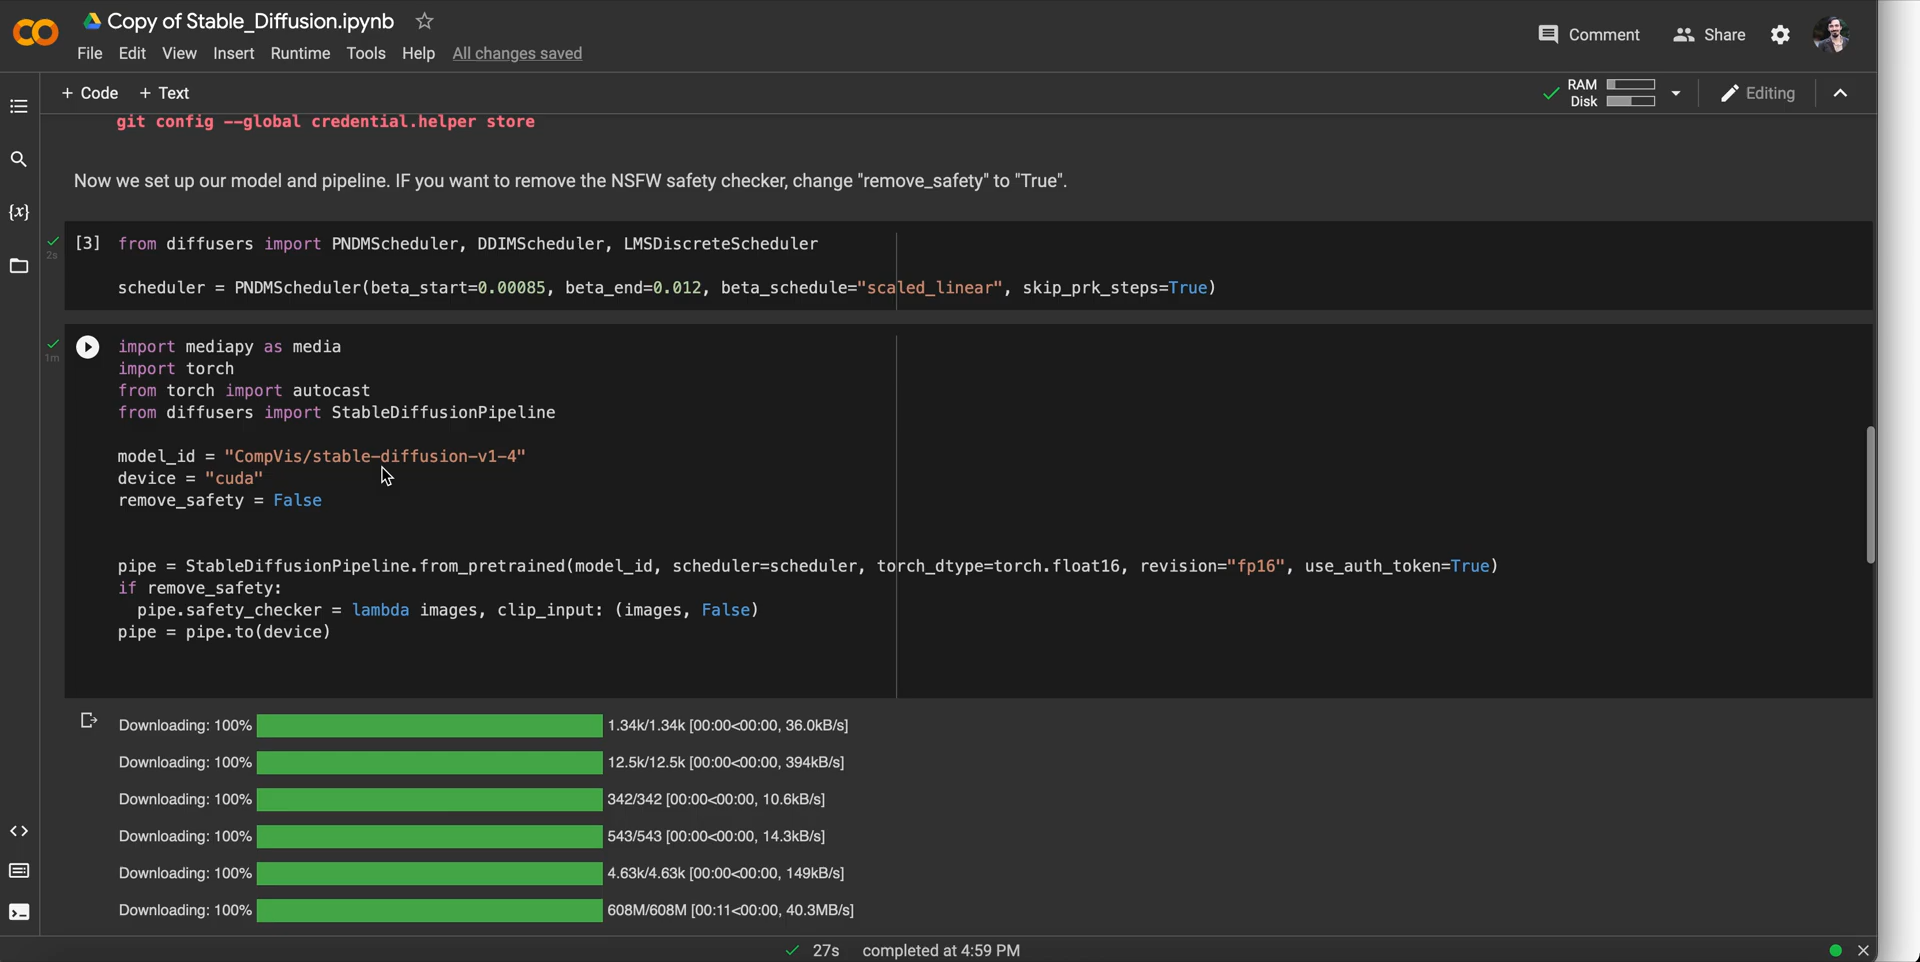 Copy of Stable_Diffusion.ipynb
File Edit View Insert Runtime Tools Help All changes saved
Comment Share
+ Code + Text
RAM
Disk
Editing
git config --global credential.helper store
Now we set up our model and pipeline. IF you want to remove the NSFW safety checker, change "remove_safety" to "True".
2s
[3] from diffusers import PNDMScheduler, DDIMScheduler, LMSDiscreteScheduler
scheduler = PNDMScheduler(beta_start=0.00085, beta_end=0.012, beta_schedule="scaled_linear", skip_prk_steps=True)
1m
import mediapy as media
import torch
from torch import autocast
from diffusers import StableDiffusionPipeline
model_id = "CompVis/stable-diffusion-v1-4"
device = "cuda"
remove_safety = False
pipe = StableDiffusionPipeline.from_pretrained(model_id, scheduler=scheduler, torch_dtype=torch.float16, revision="fp16", use_auth_token=True)
if remove_safety:
  pipe.safety_checker = lambda images, clip_input: (images, False)
pipe = pipe.to(device)
Downloading: 100% 1.34k/1.34k [00:00<00:00, 36.0kB/s]
Downloading: 100% 12.5k/12.5k [00:00<00:00, 394kB/s]
Downloading: 100% 342/342 [00:00<00:00, 10.6kB/s]
Downloading: 100% 543/543 [00:00<00:00, 14.3kB/s]
Downloading: 100% 4.63k/4.63k [00:00<00:00, 149kB/s]
Downloading: 100% 608M/608M [00:11<00:00, 40.3MB/s]
27s completed at 4:59 PM